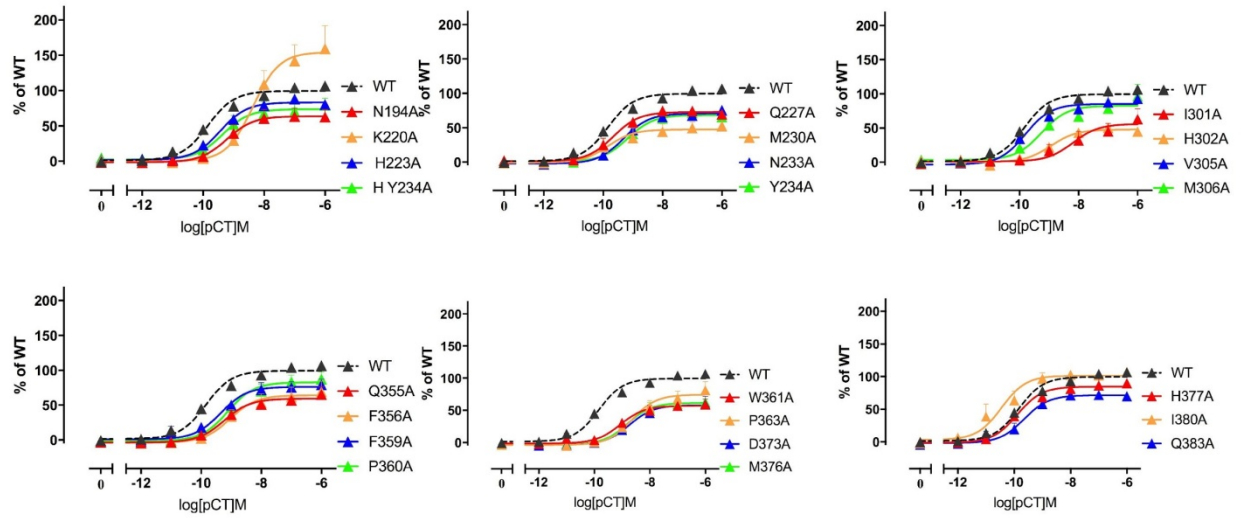 200
150
100
50
0
% of WT
0
-12
-10
-8
-6
log[pCT]M
WT
N194A
K220A
H223A
H Y234A
200
150
100
50
0
% of WT
0
-12
-10
-8
-6
log[pCT]M
WT
Q227A
M230A
N233A
Y234A
200
150
100
50
0
% of WT
0
-12
-10
-8
-6
log[pCT]M
WT
I301A
H302A
V305A
M306A
200
150
100
50
0
% of WT
0
-12
-10
-8
-6
log[pCT]M
WT
Q355A
F356A
F359A
P360A
200
150
100
50
0
% of WT
0
-12
-10
-8
-6
log[pCT]M
WT
W361A
P363A
D373A
M376A
200
150
100
50
0
% of WT
0
-12
-10
-8
-6
log[pCT]M
WT
H377A
I380A
Q383A